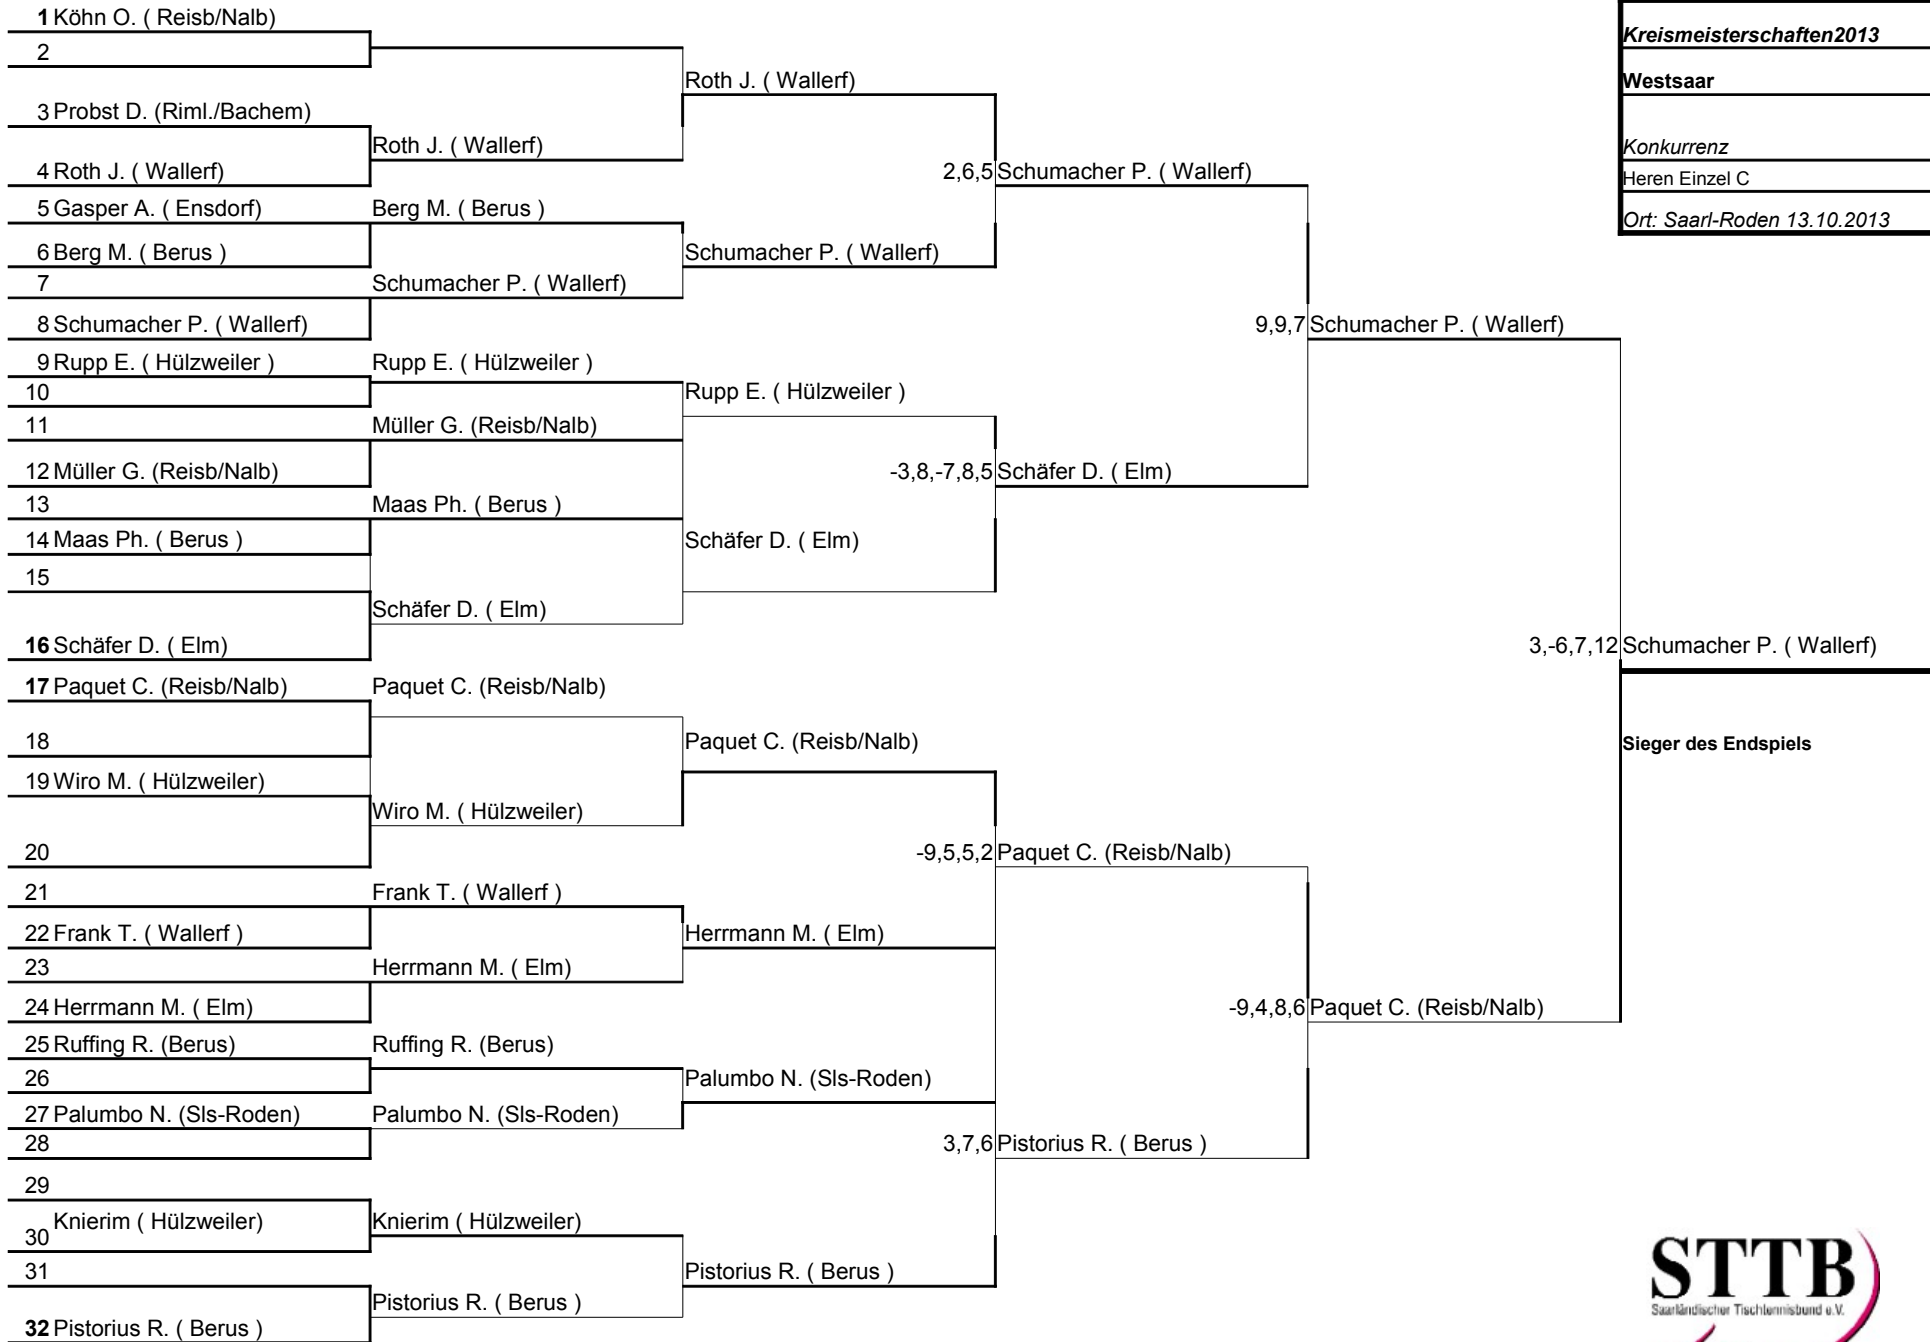 1 Köhn O. ( Reisb/Nalb)
2
3 Probst D. (Riml./Bachem)
4 Roth J. ( Wallerf)
5 Gasper A. ( Ensdorf)
6 Berg M. ( Berus )
7
8 Schumacher P. ( Wallerf)
9 Rupp E. ( Hülzweiler )
10
11
12 Müller G. (Reisb/Nalb)
13
14 Maas Ph. ( Berus )
15
16 Schäfer D. ( Elm)
17 Paquet C. (Reisb/Nalb)
18
19 Wiro M. ( Hülzweiler)
20
21
22 Frank T. ( Wallerf )
23
24 Herrmann M. ( Elm)
25 Ruffing R. (Berus)
26
27 Palumbo N. (Sls-Roden)
28
29
30 Knierim ( Hülzweiler)
31
32 Pistorius R. ( Berus )
Roth J. ( Wallerf)
Berg M. ( Berus )
Schumacher P. ( Wallerf)
Rupp E. ( Hülzweiler )
Müller G. (Reisb/Nalb)
Maas Ph. ( Berus )
Schäfer D. ( Elm)
Paquet C. (Reisb/Nalb)
Wiro M. ( Hülzweiler)
Frank T. ( Wallerf )
Herrmann M. ( Elm)
Ruffing R. (Berus)
Palumbo N. (Sls-Roden)
Knierim ( Hülzweiler)
Pistorius R. ( Berus )
Roth J. ( Wallerf)
Schumacher P. ( Wallerf)
Rupp E. ( Hülzweiler )
Schäfer D. ( Elm)
Paquet C. (Reisb/Nalb)
Herrmann M. ( Elm)
Palumbo N. (Sls-Roden)
Pistorius R. ( Berus )
2,6,5 Schumacher P. ( Wallerf)
-3,8,-7,8,5 Schäfer D. ( Elm)
-9,5,5,2 Paquet C. (Reisb/Nalb)
3,7,6 Pistorius R. ( Berus )
9,9,7 Schumacher P. ( Wallerf)
-9,4,8,6 Paquet C. (Reisb/Nalb)
3,-6,7,12 Schumacher P. ( Wallerf)
Sieger des Endspiels
Kreismeisterschaften2013
Westsaar
Konkurrenz
Heren Einzel C
Ort: Saarl-Roden 13.10.2013
STTB
Saarländischer Tischtennisbund e.V.